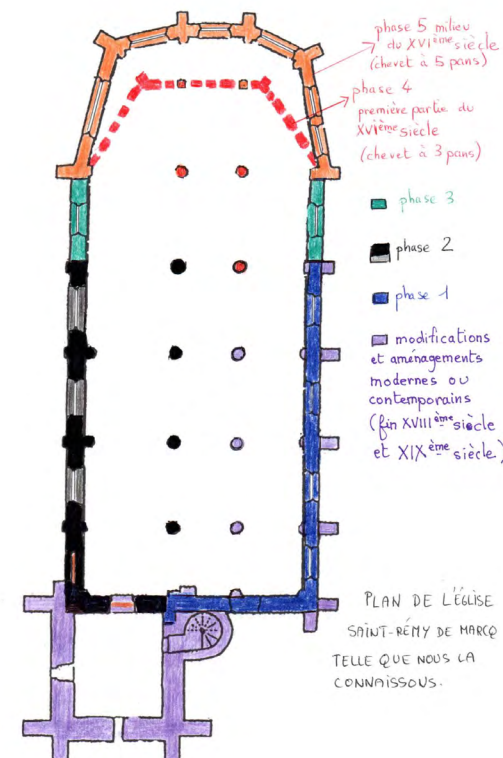 phase 5 milieu
du XVIème siècle
(chevet à 5 pans)
phase 4
première partie du
XVIème siècle
(chevet à 3 pans)
phase 3
phase 2
phase 1
modifications
et aménagements
modernes ou
contemporains
(fin XVIIIème siècle
et XIXème siècle)
PLAN DE L'ÉGLISE
SAINT-RÉMY DE MARCQ
TELLE QUE NOUS LA
CONNAISSOUS.